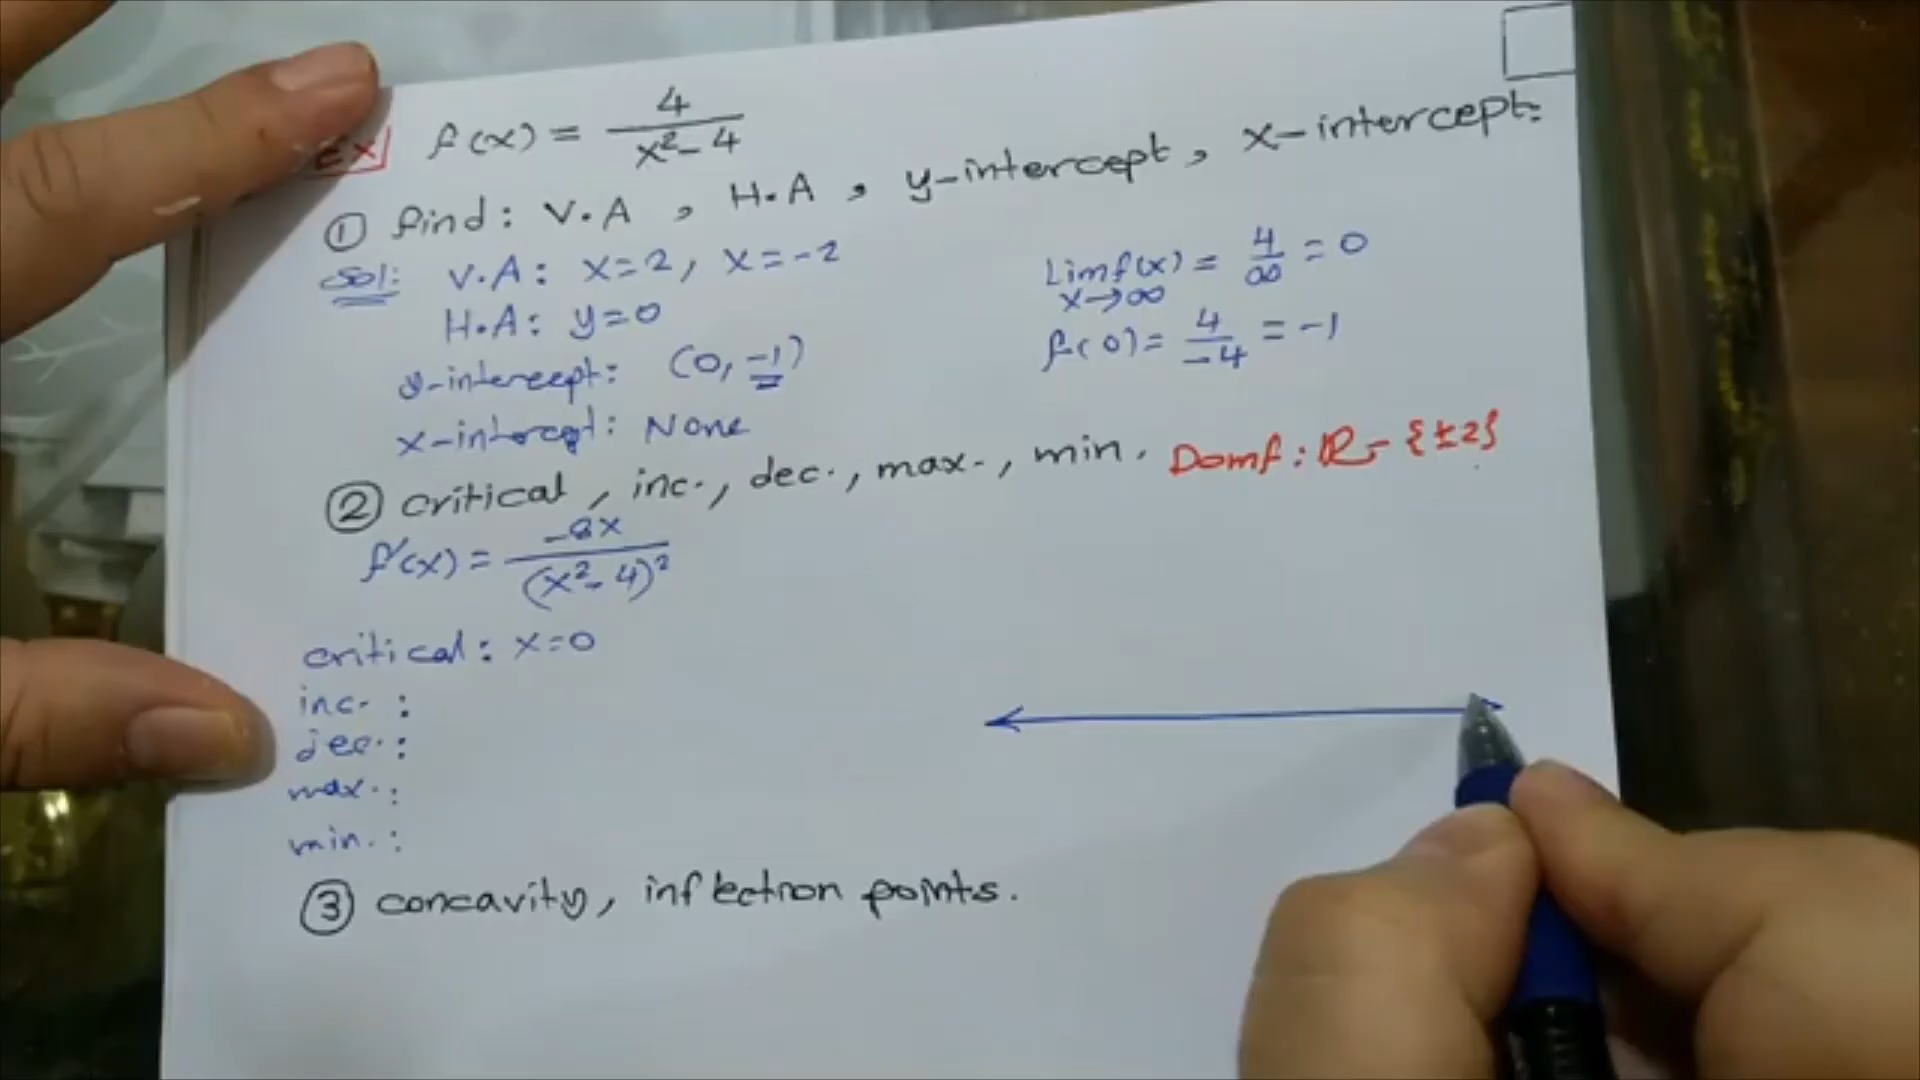 EX f(x) = 4/(x²-4)
① find: V.A , H.A , y-intercept , x-intercept:
Sol: V.A: x=2, x=-2
H.A: y=0
y-intercept: (0, -1)
x-intercept: None
Lim f(x) = 4/∞ = 0
x→∞
f(0) = 4/-4 = -1
② critical , inc., dec., max., min. Domf: ℝ- {±2}
f'(x) = -8x/(x²-4)²
critical: x=0
inc. :
dec. :
max. :
min. :
③ concavity, inflection points.